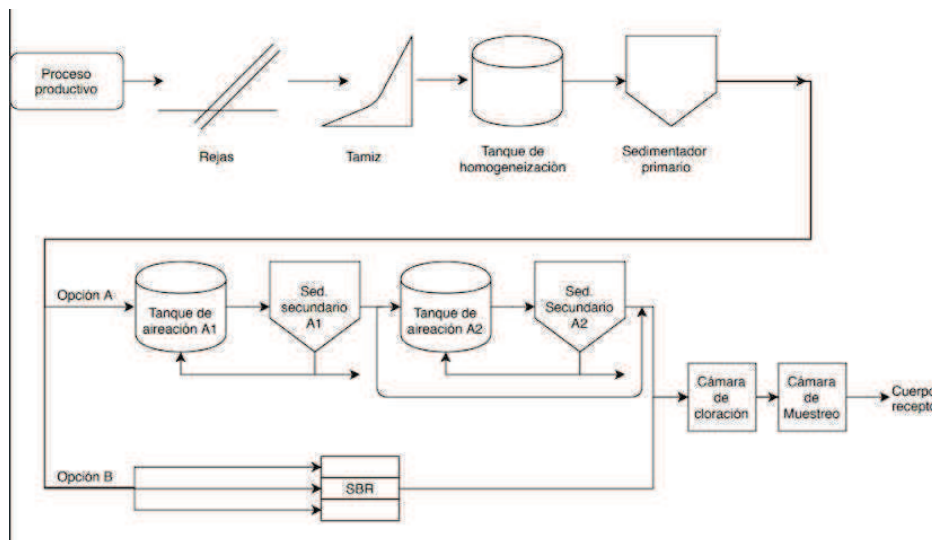 Proceso
productivo
Rejas
Tamiz
Tanque de
homogeneización
Sedimentador
primario
Opción A
Tanque de
aireación A1
Sed.
secundario
A1
Tanque de
aireación A2
Sed.
Secundario
A2
Cámara
de
cloración
Cámara
de
Muestreo
Cuerpo
recepto
Opción B
SBR